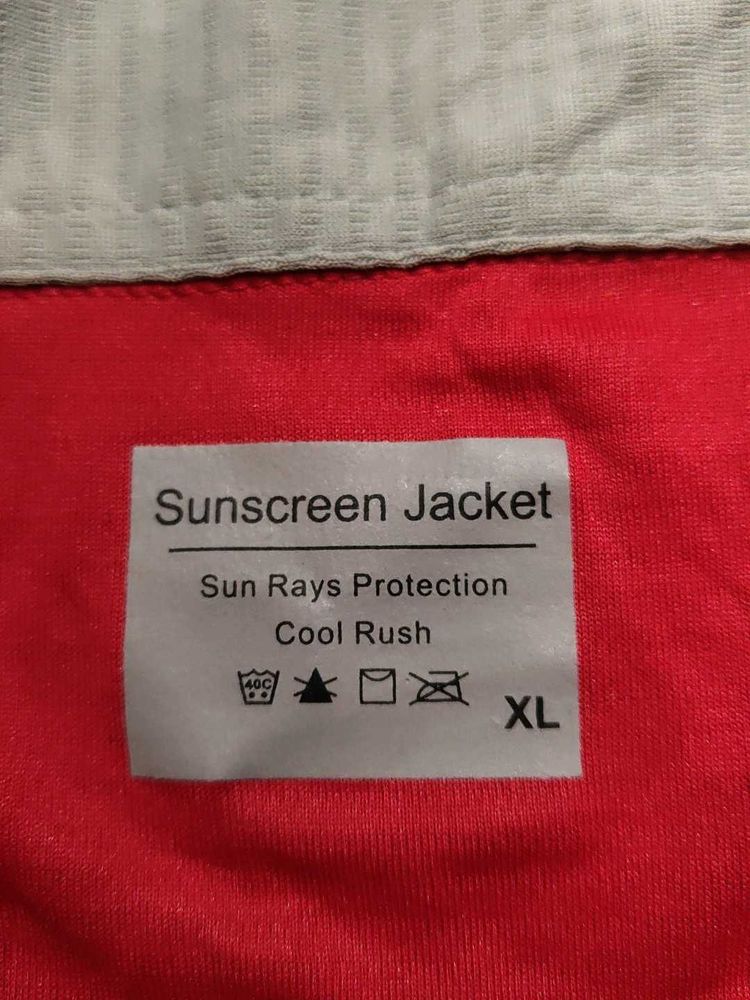 Sunscreen Jacket
Sun Rays Protection
Cool Rush
40C
XL